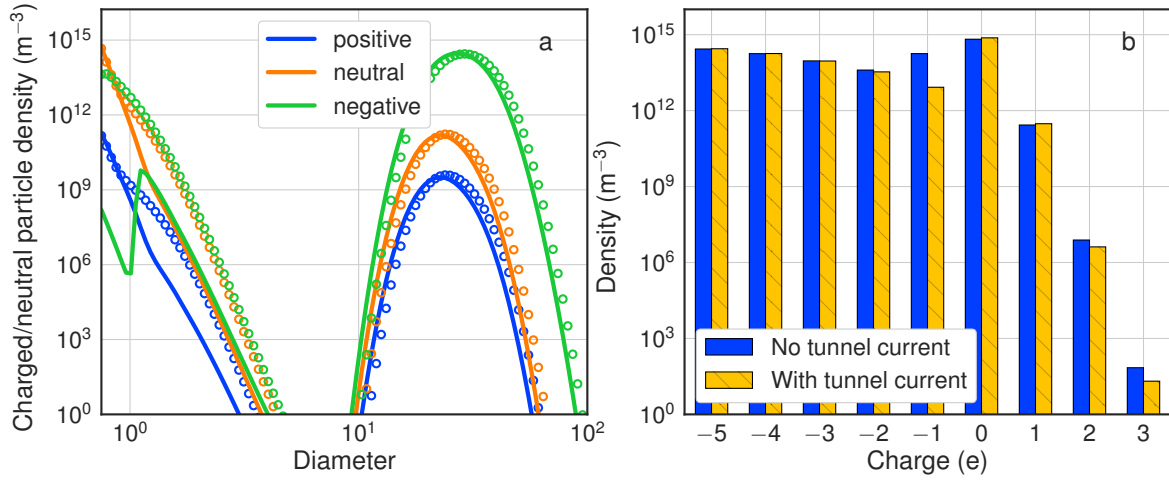 Charged/neutral particle density (m⁻³)
10¹⁵
10¹²
10⁹
10⁶
10³
10⁰
positive
neutral
negative
a
10⁰
10¹
10²
Diameter
Density (m⁻³)
10¹⁵
10¹²
10⁹
10⁶
10³
10⁰
b
No tunnel current
With tunnel current
−5 −4 −3 −2 −1 0 1 2 3
Charge (e)